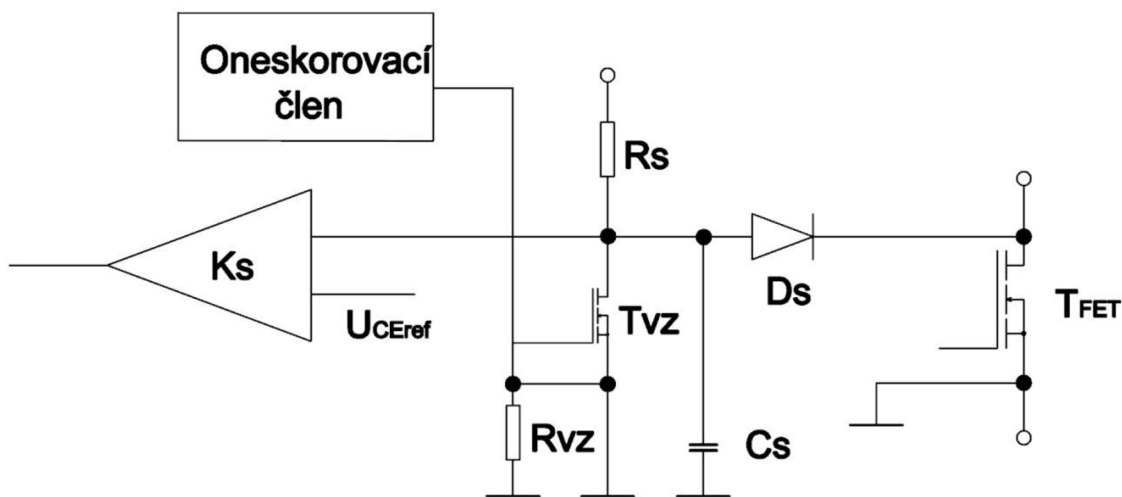 Oneskorovací
člen
Rs
Ks
Ds
TFET
UCEref
Tvz
Rvz
Cs